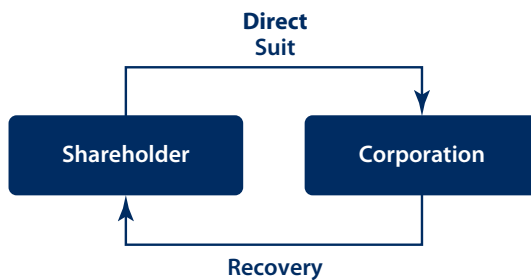 Direct
Suit
Shareholder
Corporation
Recovery